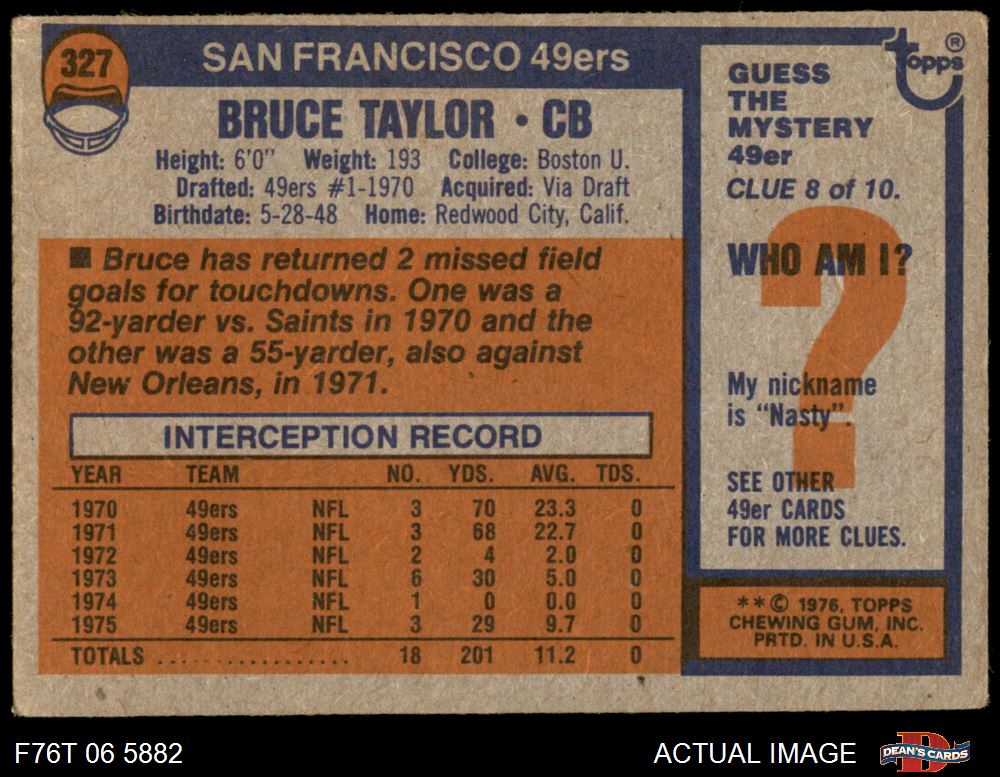 327
SAN FRANCISCO 49ers
BRUCE TAYLOR • CB
Height: 6'0" Weight: 193 College: Boston U.
Drafted: 49ers #1-1970 Acquired: Via Draft
Birthdate: 5-28-48 Home: Redwood City, Calif.
■ Bruce has returned 2 missed field
goals for touchdowns. One was a
92-yarder vs. Saints in 1970 and the
other was a 55-yarder, also against
New Orleans, in 1971.
INTERCEPTION RECORD
YEAR TEAM NO. YDS. AVG. TDS.
1970 49ers NFL 3 70 23.3 0
1971 49ers NFL 3 68 22.7 0
1972 49ers NFL 2 4 2.0 0
1973 49ers NFL 6 30 5.0 0
1974 49ers NFL 1 0 0.0 0
1975 49ers NFL 3 29 9.7 0
TOTALS .................. 18 201 11.2 0
topps ®
GUESS
THE
MYSTERY
49er
CLUE 8 of 10.
WHO AM I?
?
My nickname
is “Nasty”.
SEE OTHER
49er CARDS
FOR MORE CLUES.
**© 1976, TOPPS
CHEWING GUM, INC.
PRTD. IN U.S.A.
F76T 06 5882
ACTUAL IMAGE
DEAN'S CARDS